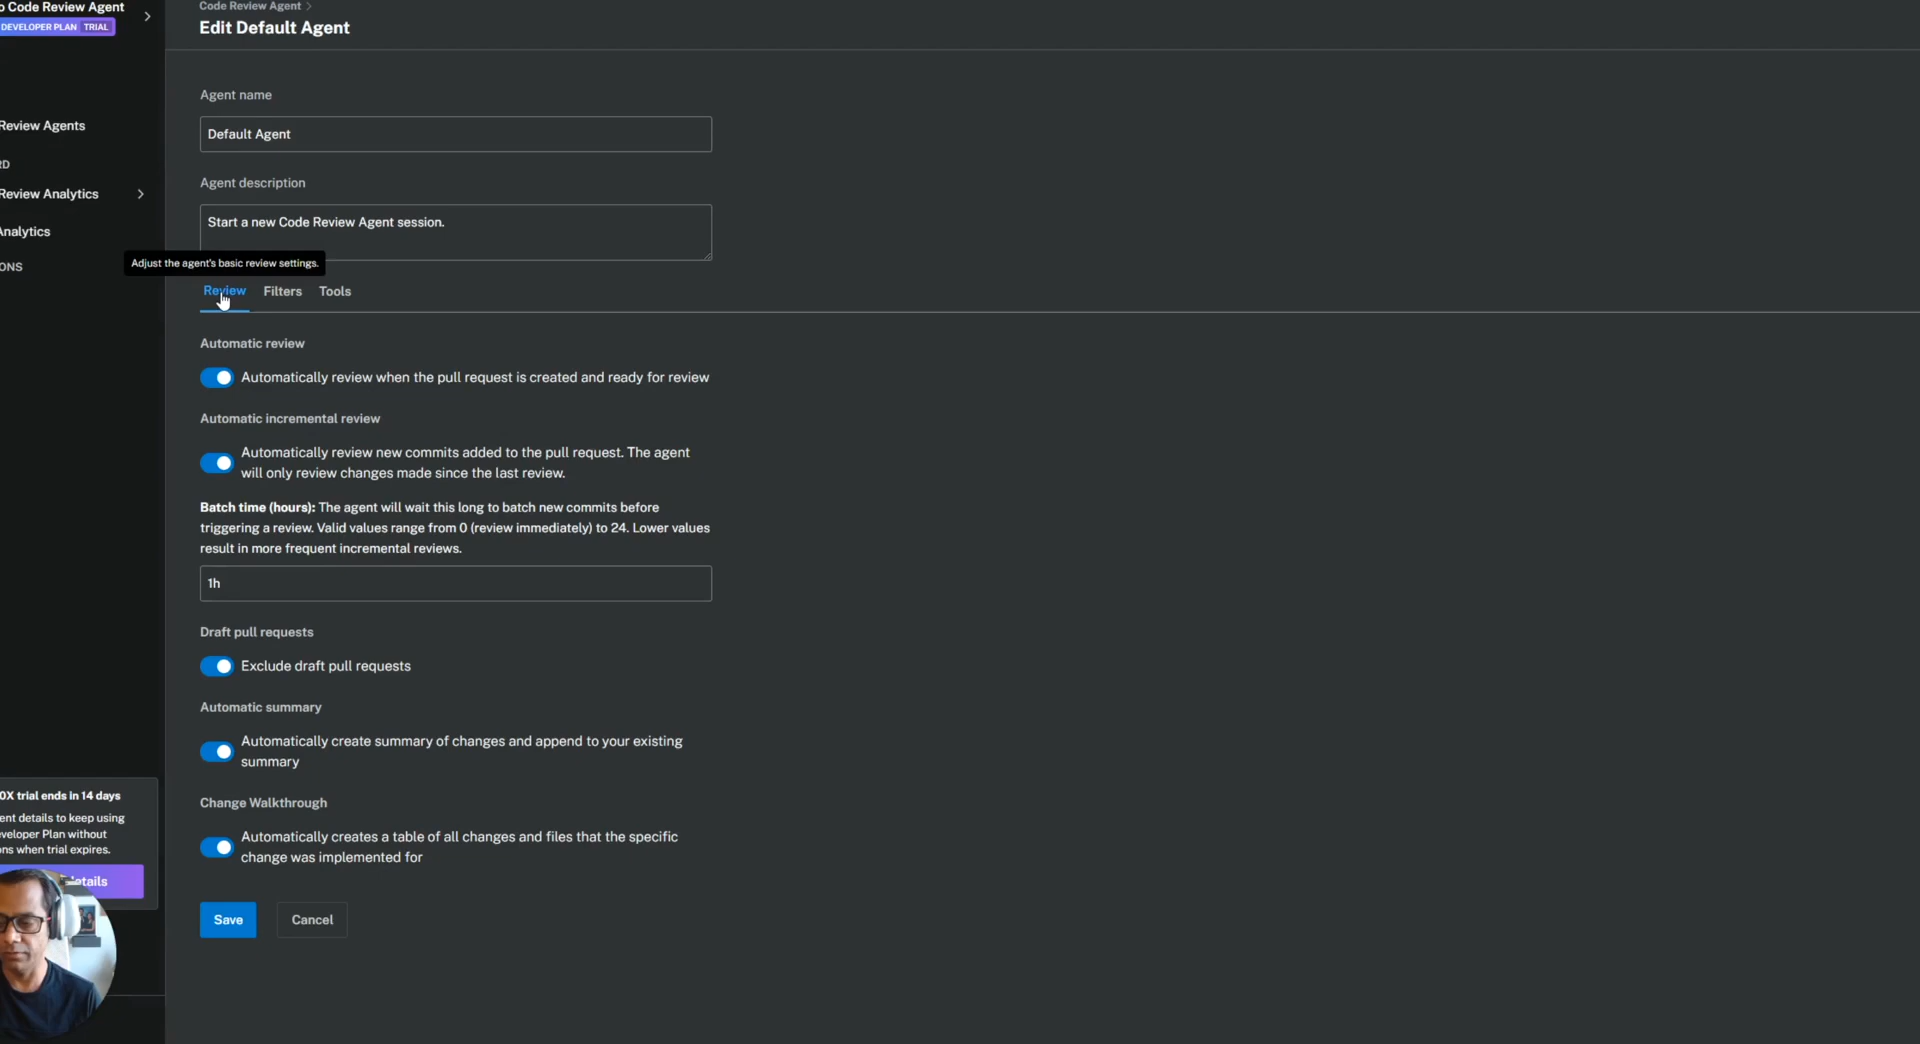 Code Review Agent
DEVELOPER PLAN TRIAL
Code Review Agent
Edit Default Agent
Review Agents
Review Analytics
Analytics
Agent name
Default Agent
Agent description
Start a new Code Review Agent session.
Adjust the agent's basic review settings.
Review Filters Tools
Automatic review
Automatically review when the pull request is created and ready for review
Automatic incremental review
Automatically review new commits added to the pull request. The agent
will only review changes made since the last review.
Batch time (hours): The agent will wait this long to batch new commits before
triggering a review. Valid values range from 0 (review immediately) to 24. Lower values
result in more frequent incremental reviews.
1h
Draft pull requests
Exclude draft pull requests
Automatic summary
Automatically create summary of changes and append to your existing
summary
Change Walkthrough
Automatically creates a table of all changes and files that the specific
change was implemented for
Save Cancel
trial ends in 14 days
details to keep using
Plan without
when trial expires.